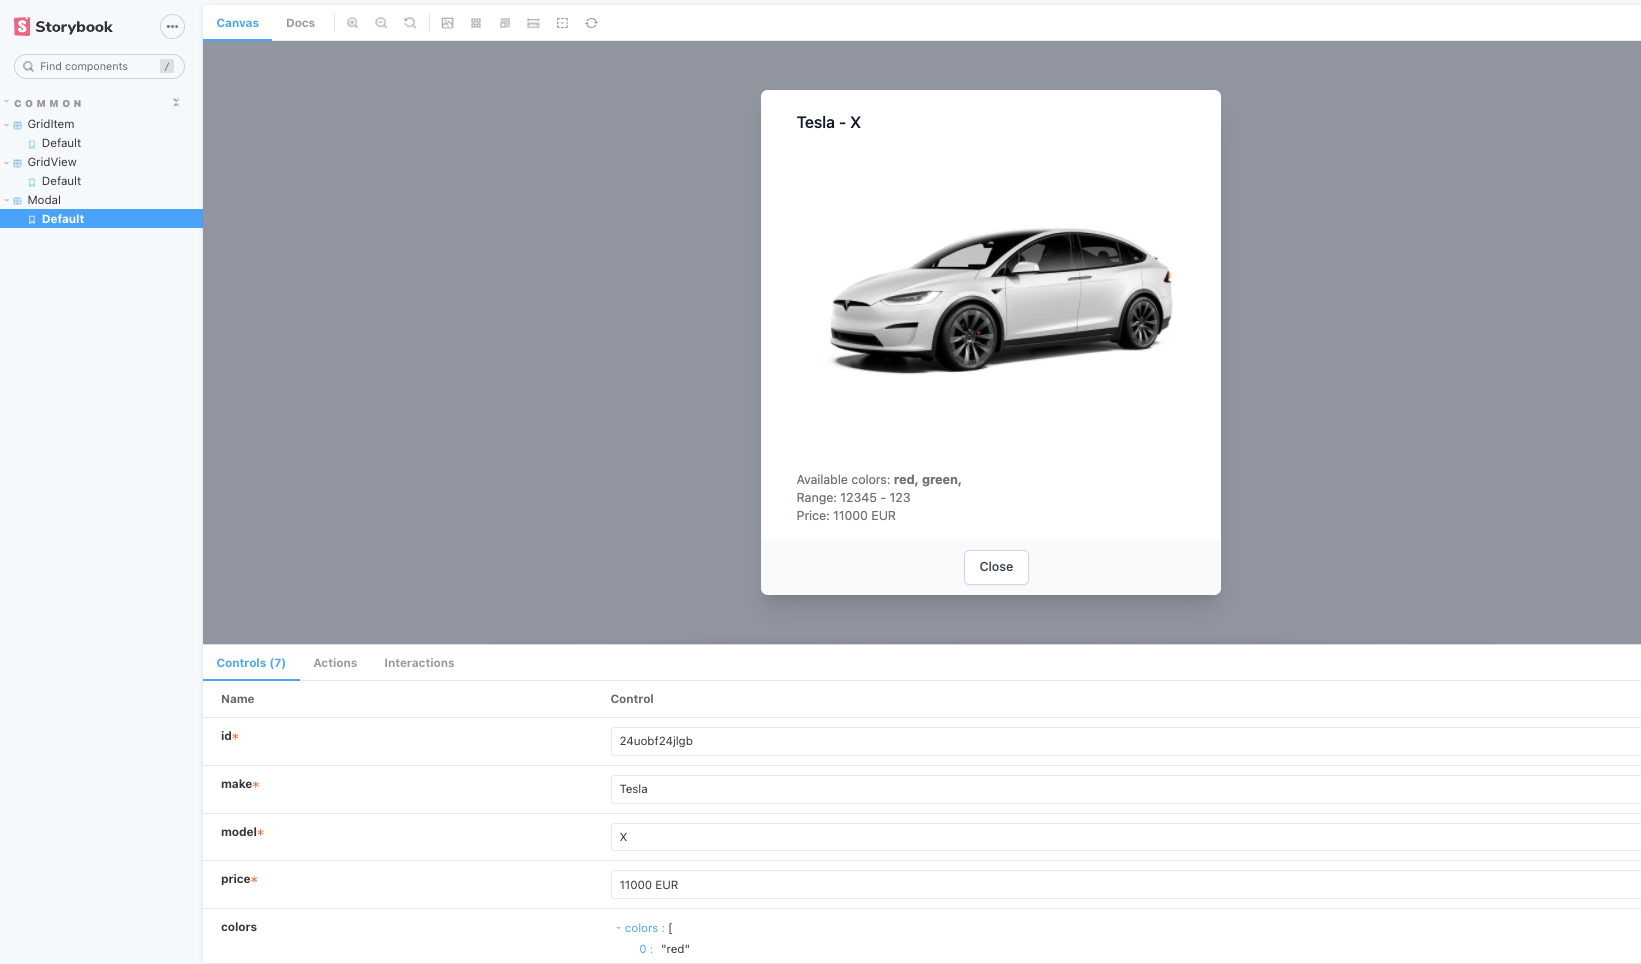 Storybook
Find components
/
COMMON
GridItem
Default
GridView
Default
Modal
Default
Canvas
Docs
Tesla - X
Available colors: red, green,
Range: 12345 - 123
Price: 11000 EUR
Close
Controls (7)
Actions
Interactions
Name
Control
id*
24uobf24jlgb
make*
Tesla
model*
X
price*
11000 EUR
colors
colors : [
0 : "red"